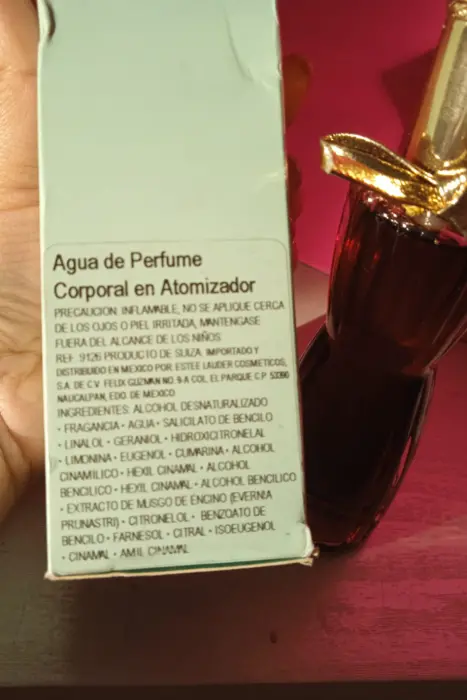 Agua de Perfume
Corporal en Atomizador
PRECAUCION: INFLAMABLE, NO SE APLIQUE CERCA
DE LOS OJOS O PIEL IRRITADA, MANTENGASE
FUERA DEL ALCANCE DE LOS NIÑOS
REF. 9126 PRODUCTO DE SUIZA. IMPORTADO Y
DISTRIBUIDO EN MEXICO POR: ESTEE LAUDER COSMETICOS,
S.A. DE C.V. FELIX GUZMAN NO. 9-A COL. EL PARQUE C.P. 53390
NAUCALPAN, EDO. DE MEXICO
INGREDIENTES: ALCOHOL DESNATURALIZADO
• FRAGANCIA • AGUA • SALICILATO DE BENCILO
• LINALOL • GERANIOL • HIDROXICITRONELAL
• LIMONINA • EUGENOL • CUMARINA • ALCOHOL
CINAMILICO • HEXIL CINAMAL • ALCOHOL
BENCILICO • HEXIL CINAMAL • ALCOHOL BENCILICO
• EXTRACTO DE MUSGO DE ENCINO (EVERNIA
PRUNASTRI) • CITRONELOL • BENZOATO DE
BENCILO • FARNESOL • CITRAL • ISOEUGENOL
• CINAMAL • AMIL CINAMAL